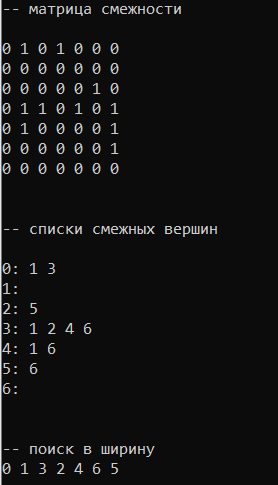 -- матрица смежности
0 1 0 1 0 0 0
0 0 0 0 0 0 0
0 0 0 0 0 1 0
0 1 1 0 1 0 1
0 1 0 0 0 0 1
0 0 0 0 0 0 1
0 0 0 0 0 0 0
-- списки смежных вершин
0: 1 3
1:
2: 5
3: 1 2 4 6
4: 1 6
5: 6
6:
-- поиск в ширину
0 1 3 2 4 6 5